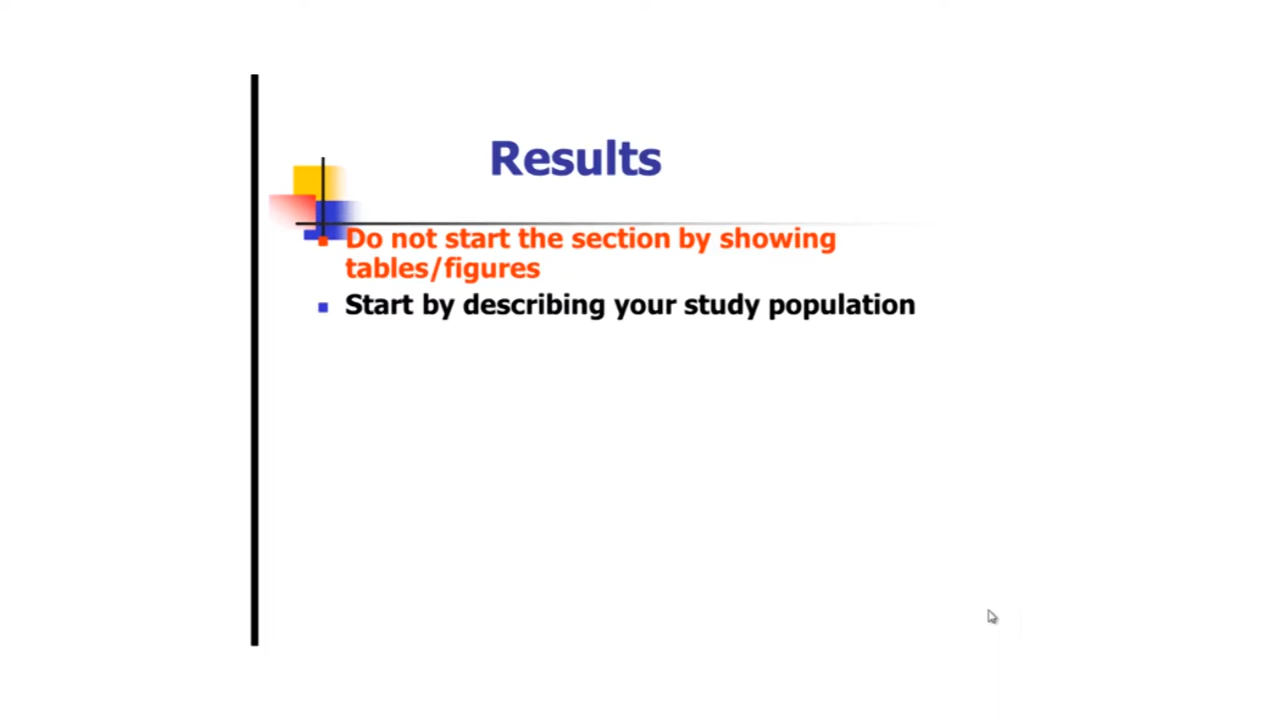 Results
Do not start the section by showing
tables/figures
Start by describing your study population